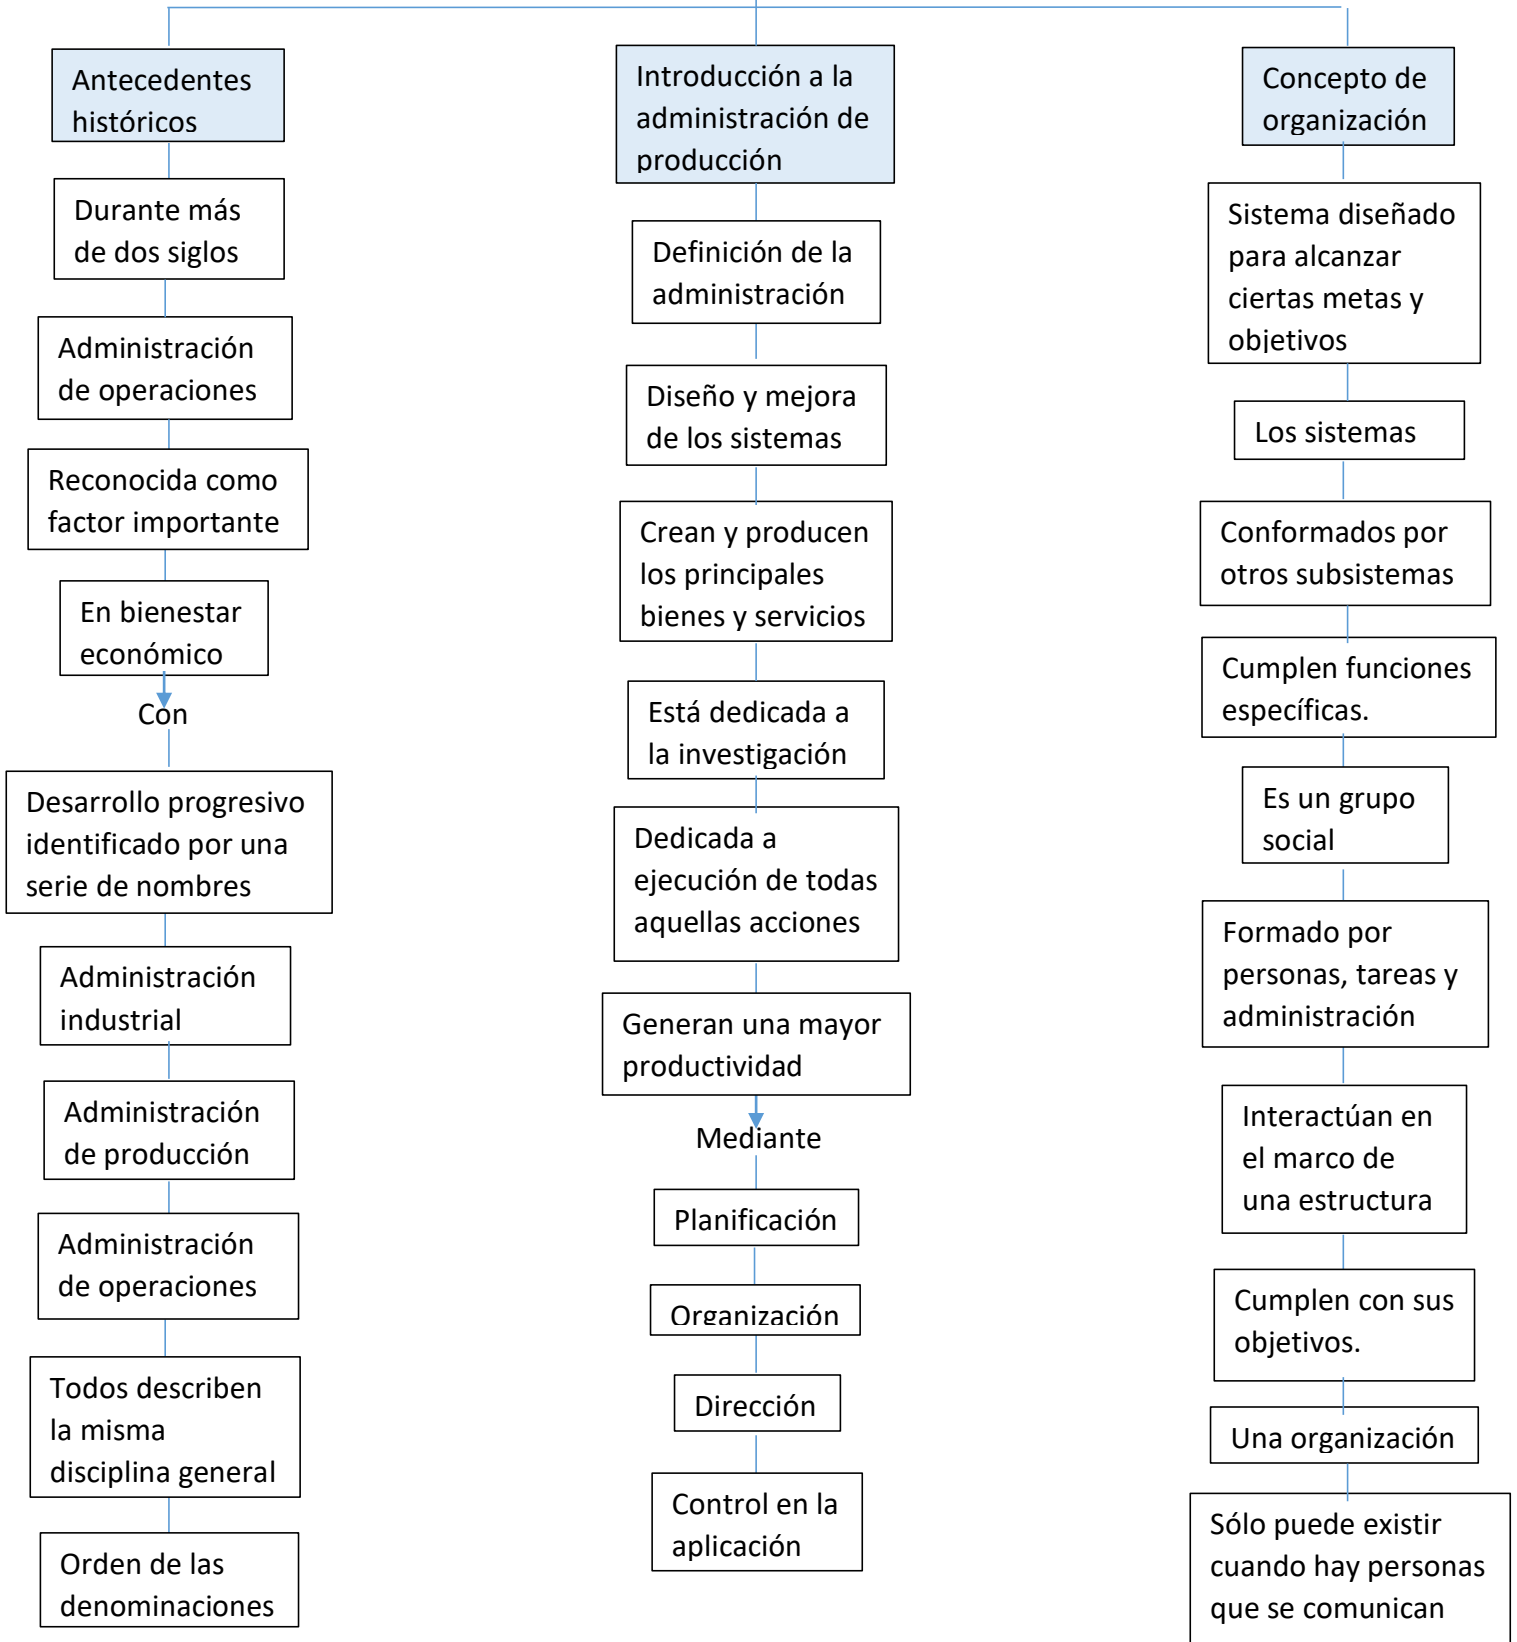 Antecedentes
históricos
Durante más
de dos siglos
Administración
de operaciones
Reconocida como
factor importante
En bienestar
económico
Con
Desarrollo progresivo
identificado por una
serie de nombres
Administración
industrial
Administración
de producción
Administración
de operaciones
Todos describen
la misma
disciplina general
Orden de las
denominaciones
Introducción a la
administración de
producción
Definición de la
administración
Diseño y mejora
de los sistemas
Crean y producen
los principales
bienes y servicios
Está dedicada a
la investigación
Dedicada a
ejecución de todas
aquellas acciones
Generan una mayor
productividad
Mediante
Planificación
Organización
Dirección
Control en la
aplicación
Concepto de
organización
Sistema diseñado
para alcanzar
ciertas metas y
objetivos
Los sistemas
Conformados por
otros subsistemas
Cumplen funciones
específicas.
Es un grupo
social
Formado por
personas, tareas y
administración
Interactúan en
el marco de
una estructura
Cumplen con sus
objetivos.
Una organización
Sólo puede existir
cuando hay personas
que se comunican